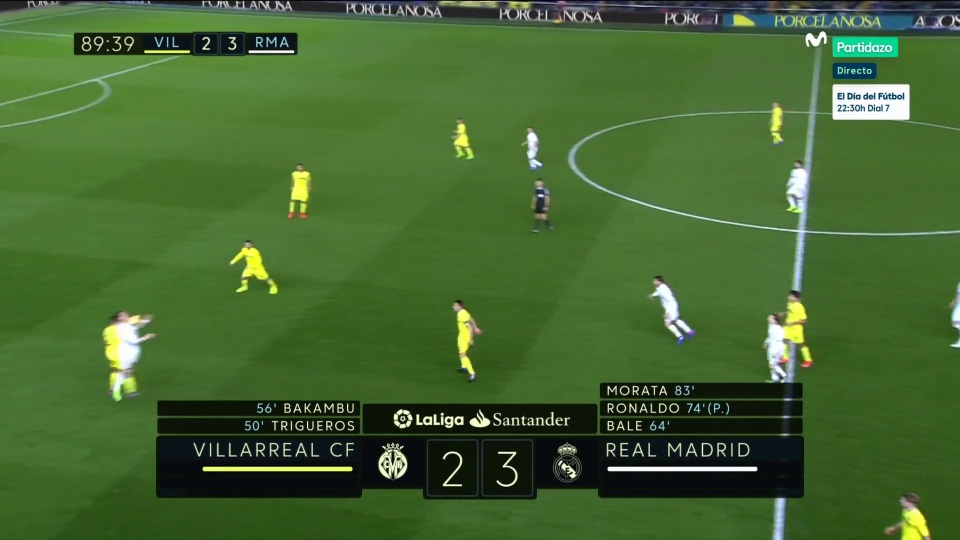 PORCELANOSA
PORCELANOSA
PORC
PORCELANOSA
89:39 VIL 2 3 RMA
Partidazo
Directo
El Día del Fútbol
22:30h Dial 7
MORATA 83'
56' BAKAMBU
RONALDO 74'(P.)
50' TRIGUEROS
BALE 64'
LaLiga Santander
VILLARREAL CF 2 3 REAL MADRID